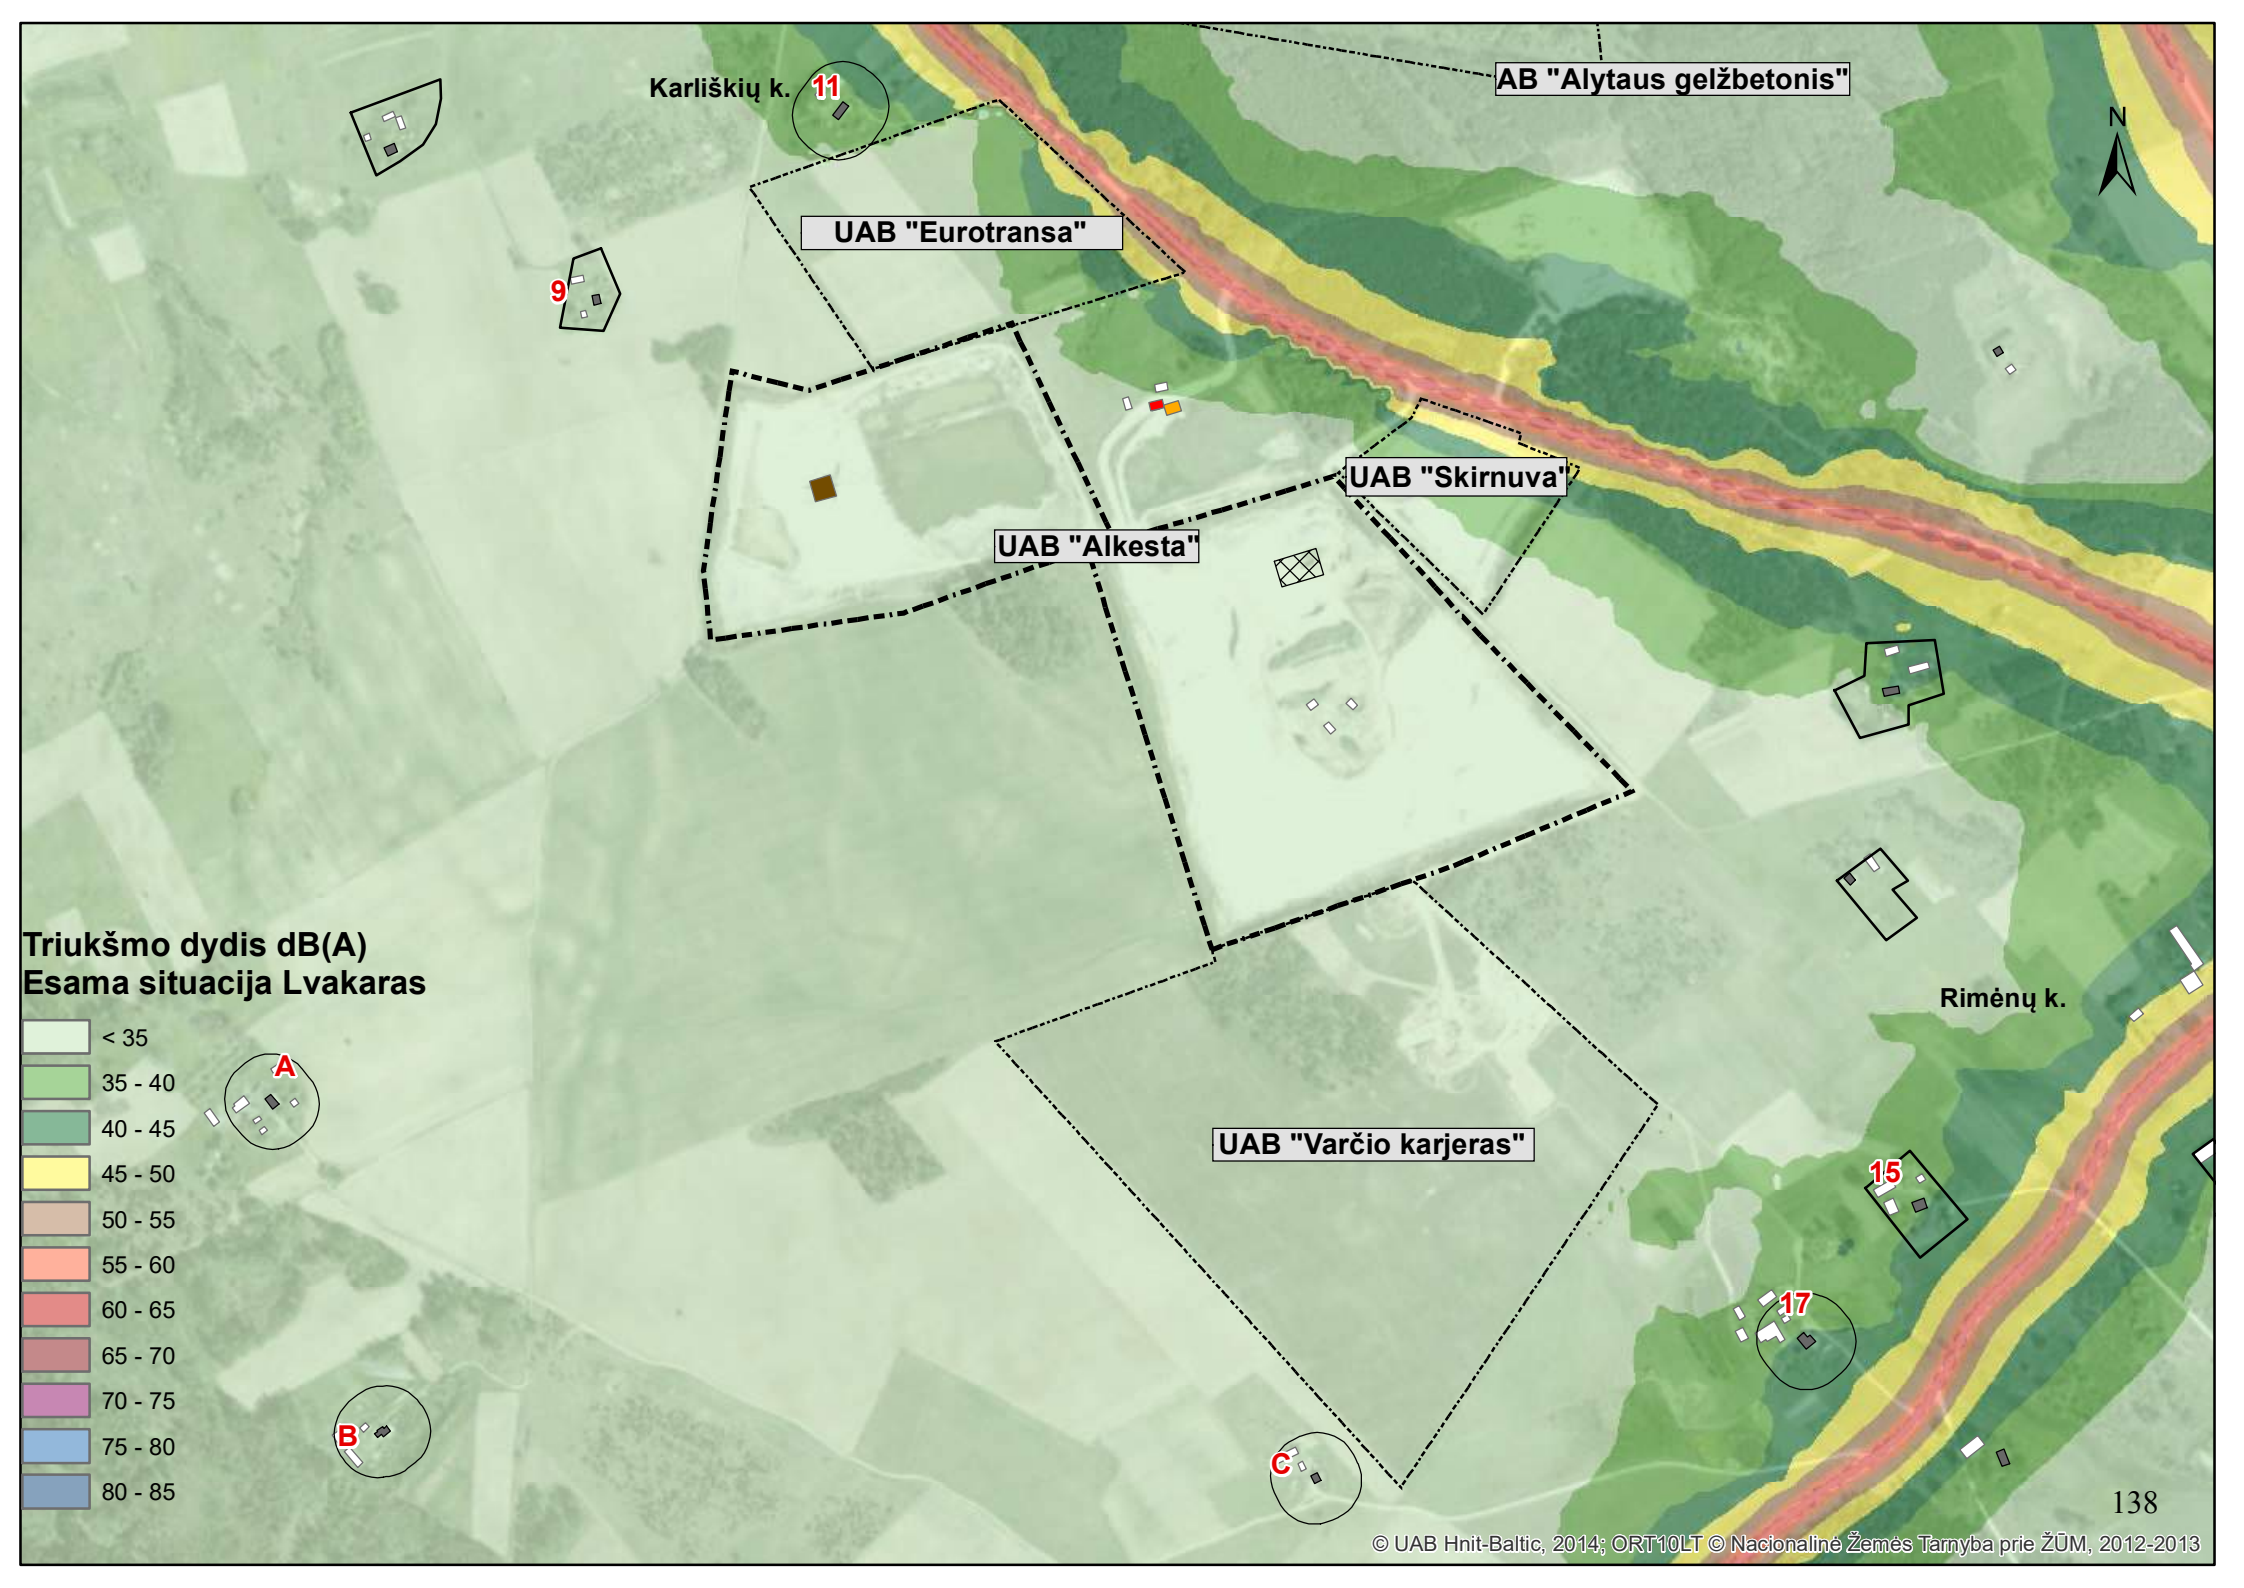 Karliškių k.
11
AB "Alytaus gelžbetonis"
N
UAB "Eurotransa"
9
UAB "Skirnuva"
UAB "Alkesta"
Triukšmo dydis dB(A)
Esama situacija Lvakaras
< 35
35 - 40
40 - 45
45 - 50
50 - 55
55 - 60
60 - 65
65 - 70
70 - 75
75 - 80
80 - 85
Rimėnų k.
A
UAB "Varčio karjeras"
15
17
B
C
138
© UAB Hnit-Baltic, 2014; ORT10LT © Nacionalinė Žemės Tarnyba prie ŽŪM, 2012-2013